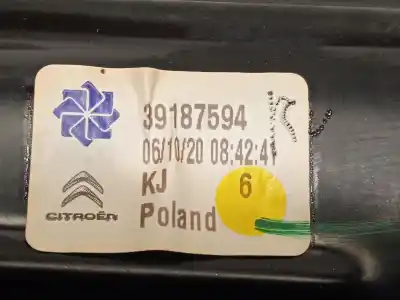 39187594
06/10/20 08:42:41
KJ 6
CITROËN
Poland